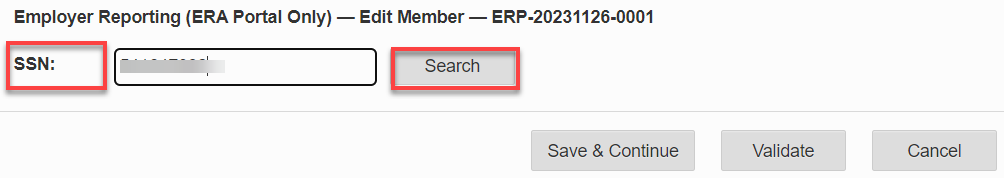 Employer Reporting (ERA Portal Only) — Edit Member — ERP-20231126-0001
SSN:
Search
Save & Continue
Validate
Cancel